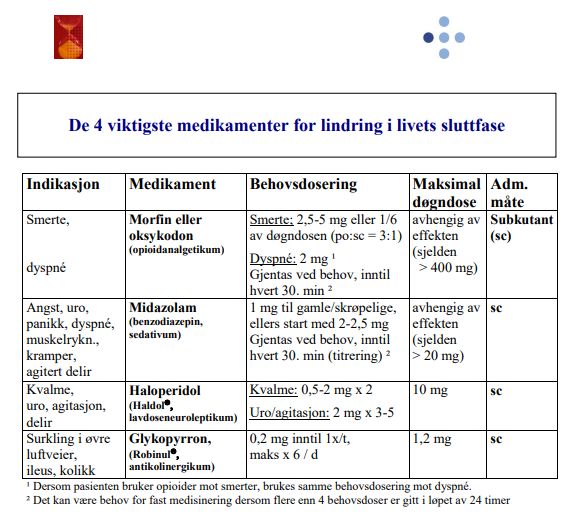 De 4 viktigste medikamenter for lindring i livets sluttfase
Indikasjon Medikament Behovsdosering Maksimal døgndose Adm. måte
Smerte,
dyspné
Morfin eller
oksykodon
(opioidanalgetikum)
Smerte: 2,5-5 mg eller 1/6
av døgndosen (po:sc = 3:1)
Dyspné: 2 mg ¹
Gjentas ved behov, inntil
hvert 30. min ²
avhengig av
effekten
(sjelden
> 400 mg)
Subkutant
(sc)
Angst, uro,
panikk, dyspné,
muskelrykn.,
kramper,
agitert delir
Midazolam
(benzodiazepin,
sedativum)
1 mg til gamle/skrøpelige,
ellers start med 2-2,5 mg
Gjentas ved behov, inntil
hvert 30. min (titrering) ²
avhengig av
effekten
(sjelden
> 20 mg)
sc
Kvalme,
uro, agitasjon,
delir
Haloperidol
(Haldol®,
lavdoseneuroleptikum)
Kvalme: 0,5-2 mg x 2
Uro/agitasjon: 2 mg x 3-5
10 mg
sc
Surkling i øvre
luftveier,
ileus, kolikk
Glykopyrron,
(Robinul®,
antikolinergikum)
0,2 mg inntil 1x/t,
maks x 6 / d
1,2 mg
sc
¹ Dersom pasienten bruker opioider mot smerter, brukes samme behovsdosering mot dyspné.
² Det kan være behov for fast medisinering dersom flere enn 4 behovsdoser er gitt i løpet av 24 timer